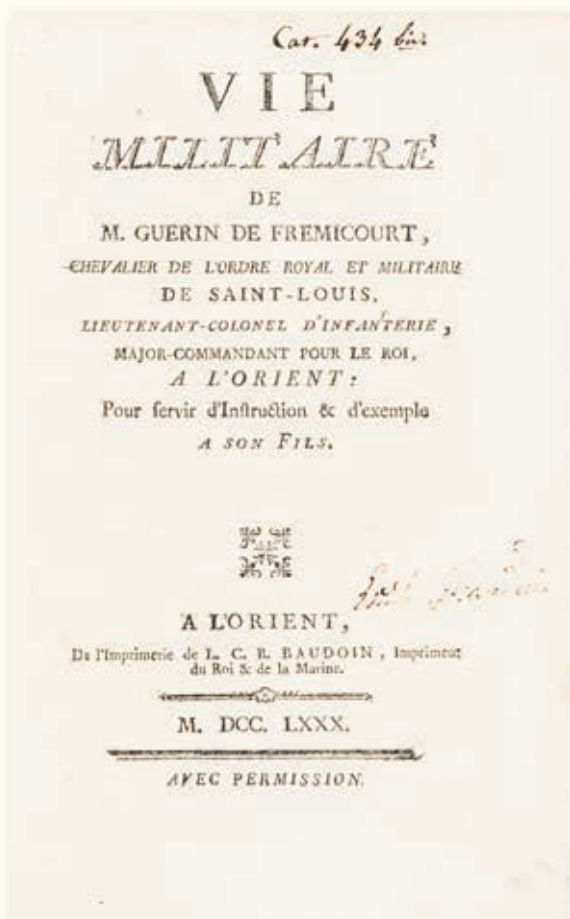 Cat. 434 bis
VIE
MILITAIRE
DE
M. GUERIN DE FREMICOURT,
CHEVALIER DE L'ORDRE ROYAL ET MILITAIRE
DE SAINT-LOUIS,
LIEUTENANT-COLONEL D'INFANTERIE,
MAJOR-COMMANDANT POUR LE ROI,
A L'ORIENT:
Pour ſervir d'Inſtruction & d'exemple
A SON FILS.
A L'ORIENT,
De l'Imprimerie de L. C. R. BAUDOIN, Imprimeur
du Roi & de la Marine.
M. DCC. LXXX.
AVEC PERMISSION.